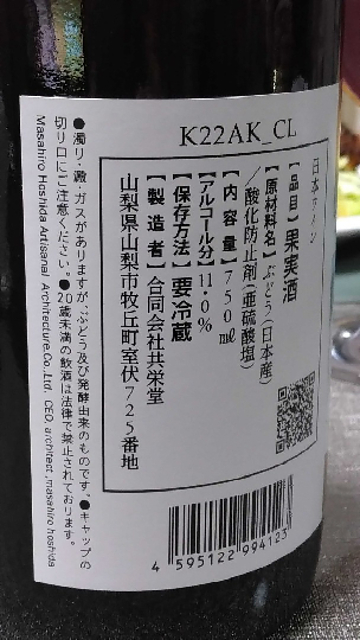 K22AK_CL
日本ワイン
【品目】果実酒
【原材料名】ぶどう(日本産)
／酸化防止剤(亜硫酸塩)
【内容量】750㎖
【アルコール分】11.0%
【保存方法】要冷蔵
【製造者】合同会社共栄堂
山梨県山梨市牧丘町室伏725番地
●濁り・澱・ガスがありますが、ぶどう及び発酵由来のものです。●キャップの
切り口にご注意ください。●20歳未満の飲酒は法律で禁止されております。
Masahiro Hoshida Artisanal Architecture.Co.,Ltd. CEO, architect ,masahiro hoshida
4 595122 994123